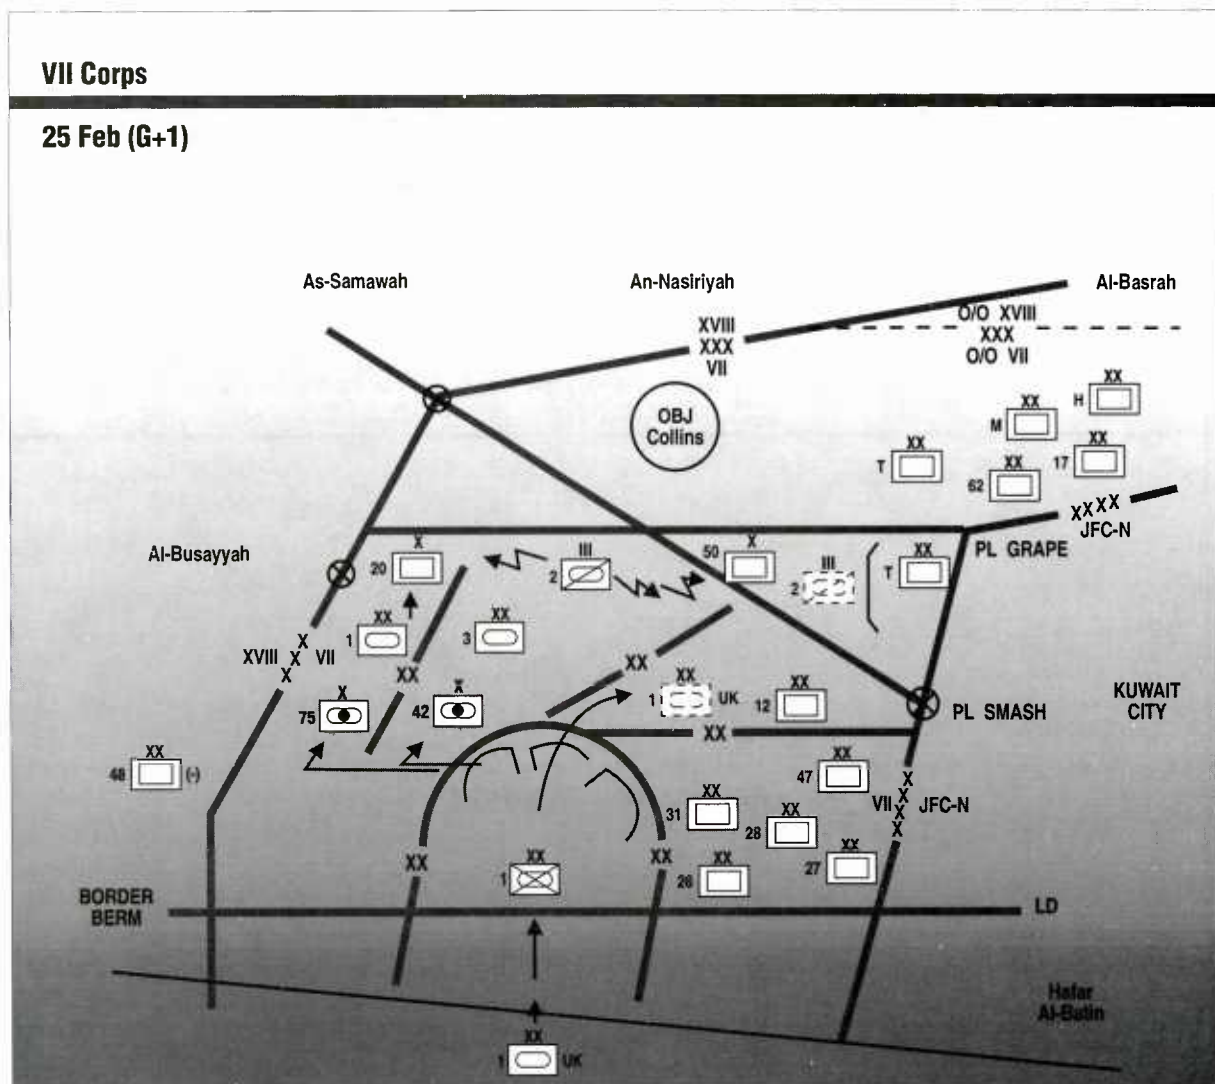 VII Corps
25 Feb (G+1)
As-Samawah
An-Nasiriyah
Al-Basrah
XVIII
XXX
VII
O/O XVIII
XXX
O/O VII
OBJ
Collins
XX
H
XX
M
XX
17
XX
T
XX
62
XXXX
JFC-N
PL GRAPE
Al-Busayyah
X
20
III
2
X
50
III
2
XX
T
XX
1
XX
3
XVIII XXX VII
XX
XX
XX
1 UK
XX
12
PL SMASH
KUWAIT
CITY
X
75
X
42
XX
XX
48 (-)
XX
47
VII XXXX JFC-N
XX
31
XX
28
XX
27
XX
26
XX
XX
1
XX
BORDER
BERM
LD
Hafar
Al-Batin
XX
1 UK